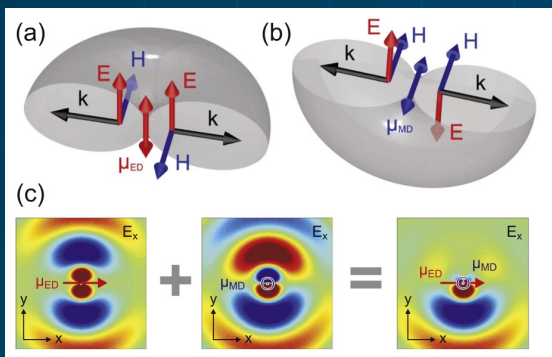 (a)
E
H
k
E
k
μED
H
(b)
E
H
H
k
k
μMD
E
(c)
Ex
μED
y
x
+
Ex
μMD
y
x
=
Ex
μED
μMD
y
x